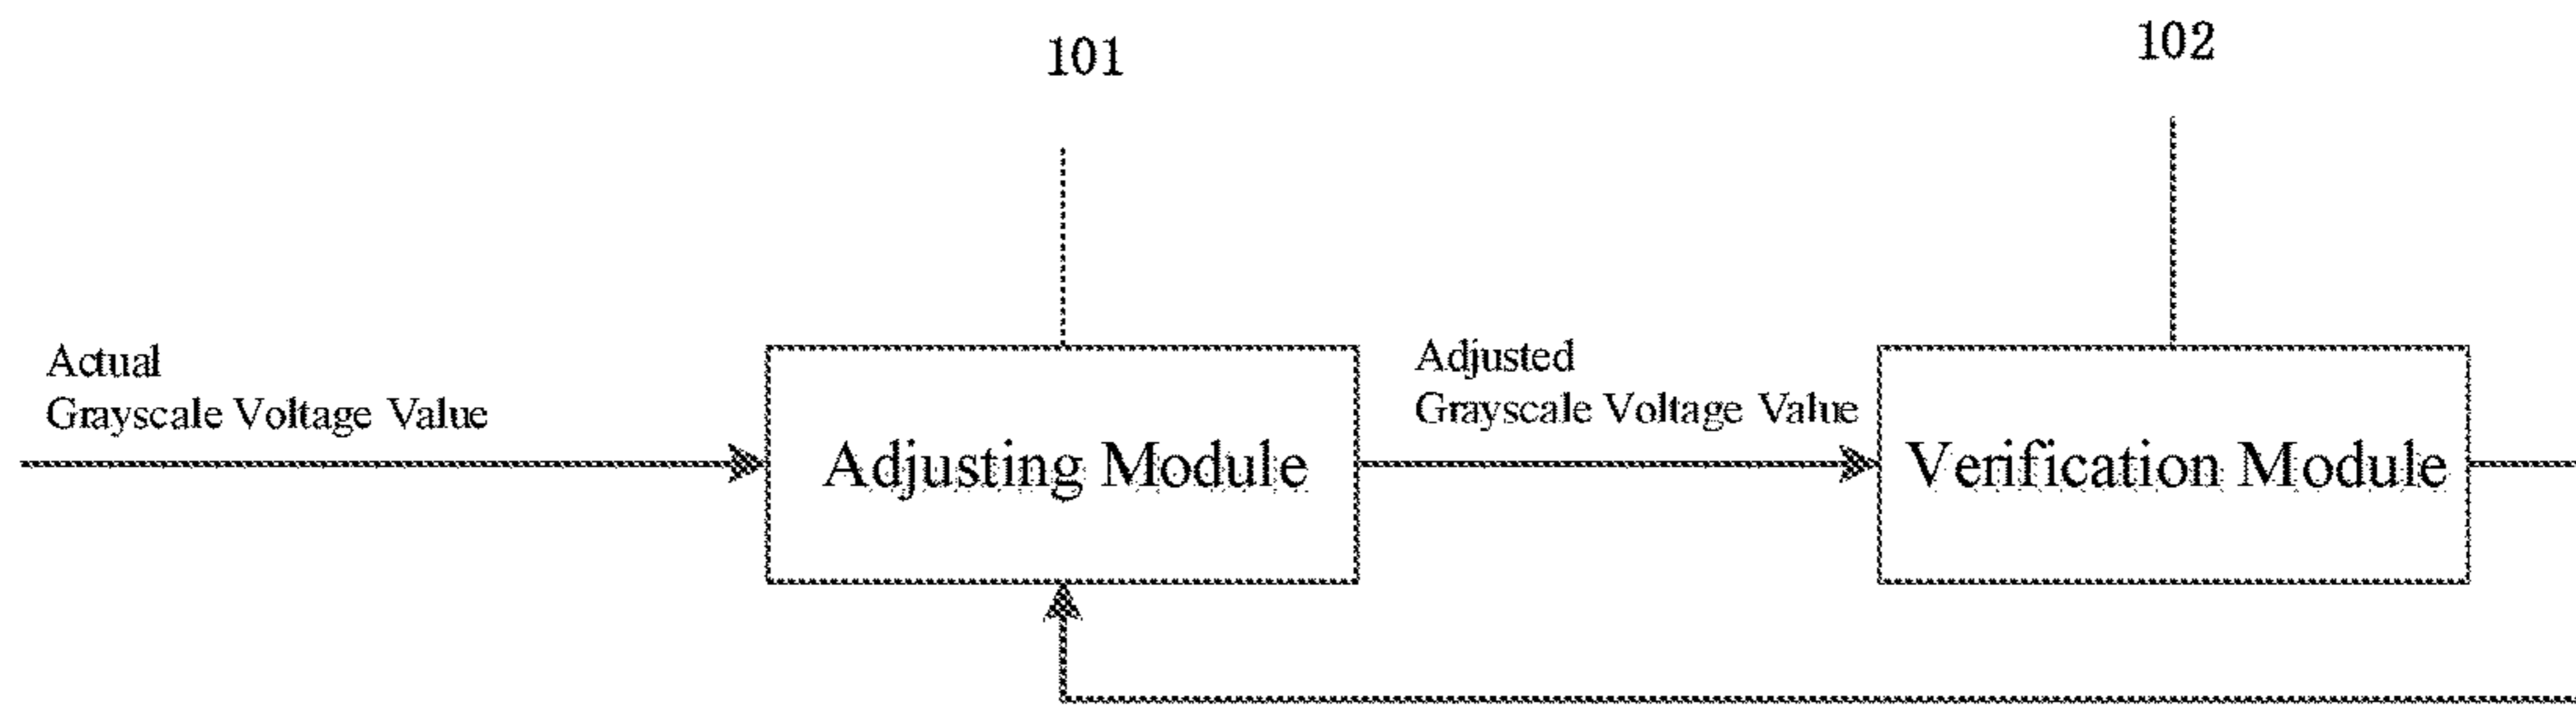 101
102
Actual
Grayscale Voltage Value
Adjusted
Grayscale Voltage Value
Adjusting Module
Verification Module